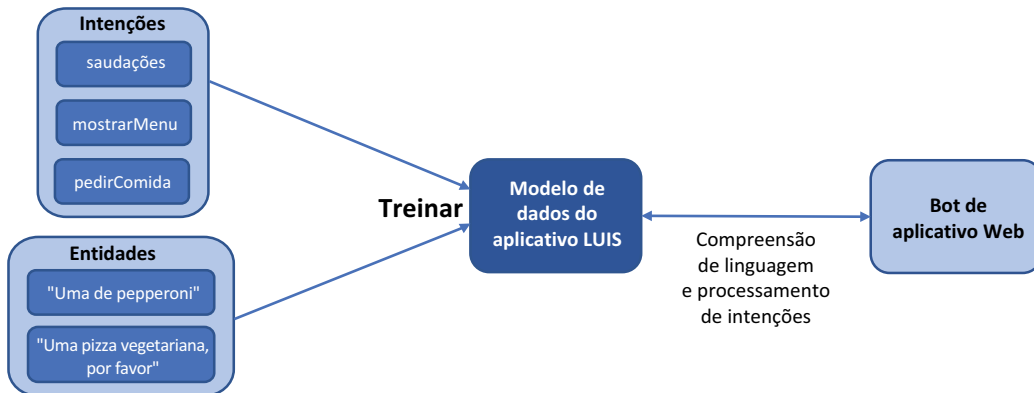 Intenções
saudações
mostrarMenu
pedirComida
Entidades
"Uma de pepperoni"
"Uma pizza vegetariana,
por favor"
Treinar
Modelo de
dados do
aplicativo LUIS
Compreensão
de linguagem
e processamento
de intenções
Bot de
aplicativo Web